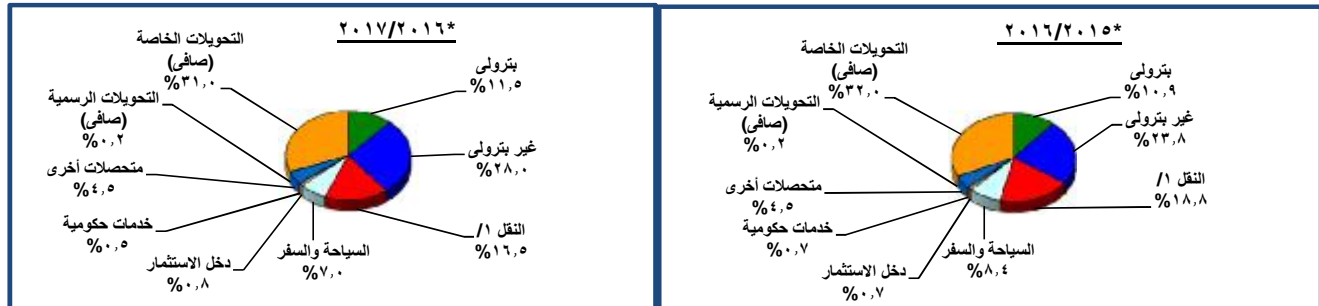 *٢٠١٦/٢٠١٥
التحويلات الخاصة
(صافى)
%٣٢,٠
بترولى
%١٠,٩
التحويلات الرسمية
(صافى)
%٠,٢
غير بترولى
%٢٣,٨
متحصلات أخرى
%٤,٥
النقل ١/
%١٨,٨
خدمات حكومية
%٠,٧
السياحة والسفر
%٨,٤
دخل الاستثمار
%٠,٧
*٢٠١٧/٢٠١٦
التحويلات الخاصة
(صافى)
%٣١,٠
بترولى
%١١,٥
التحويلات الرسمية
(صافى)
%٠,٢
غير بترولى
%٢٨,٠
متحصلات أخرى
%٤,٥
النقل ١/
%١٦,٥
خدمات حكومية
%٠,٥
السياحة والسفر
%٧,٠
دخل الاستثمار
%٠,٨